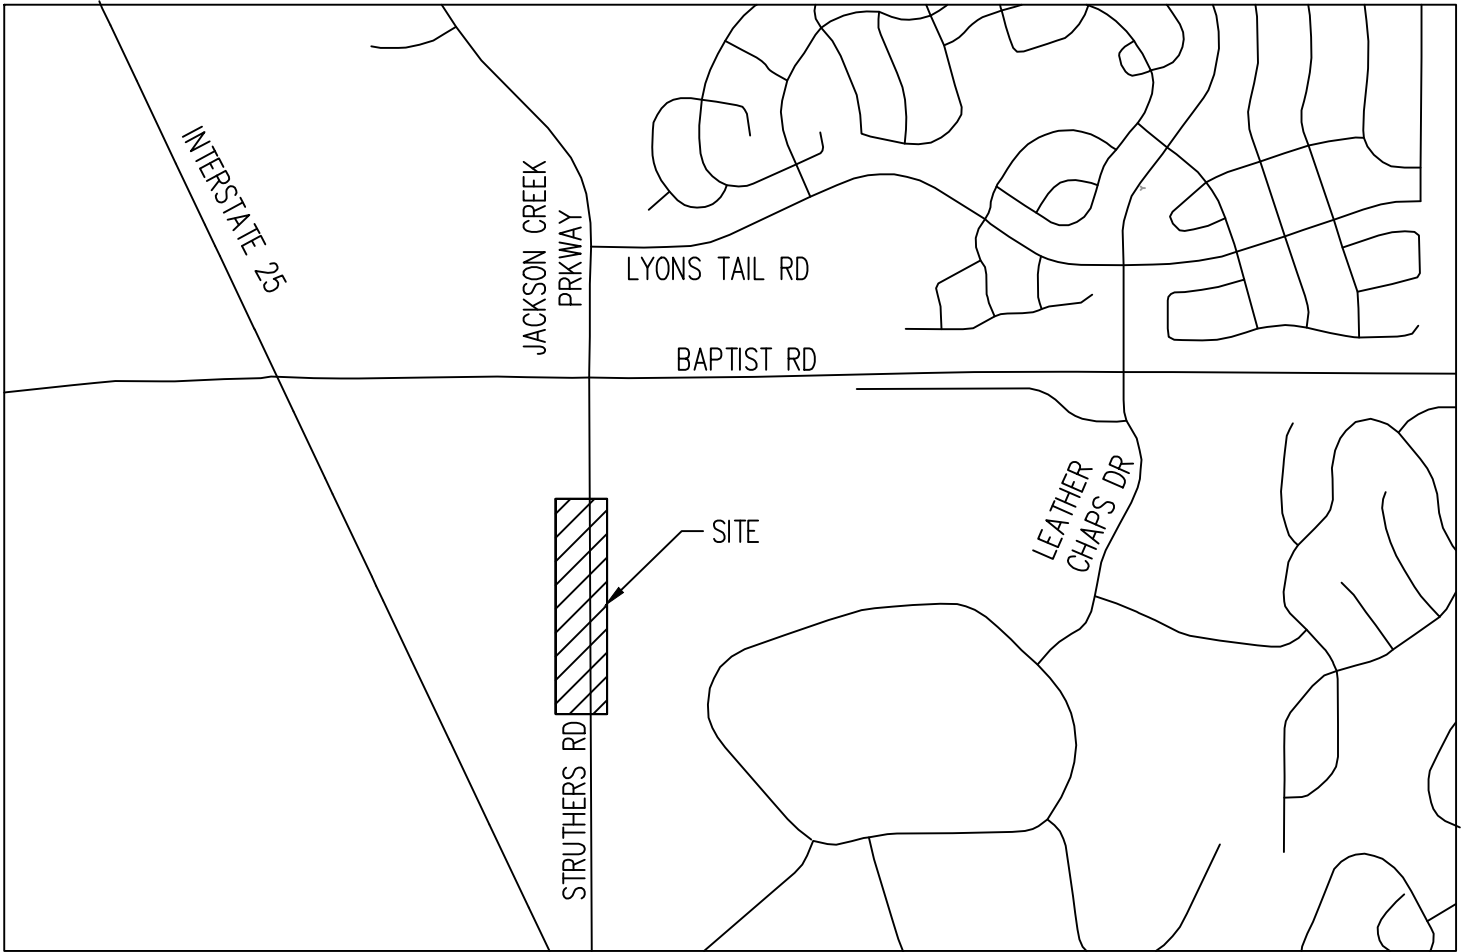 INTERSTATE 25
JACKSON CREEK
PRKWAY
LYONS TAIL RD
BAPTIST RD
LEATHER
CHAPS DR
SITE
STRUTHERS RD